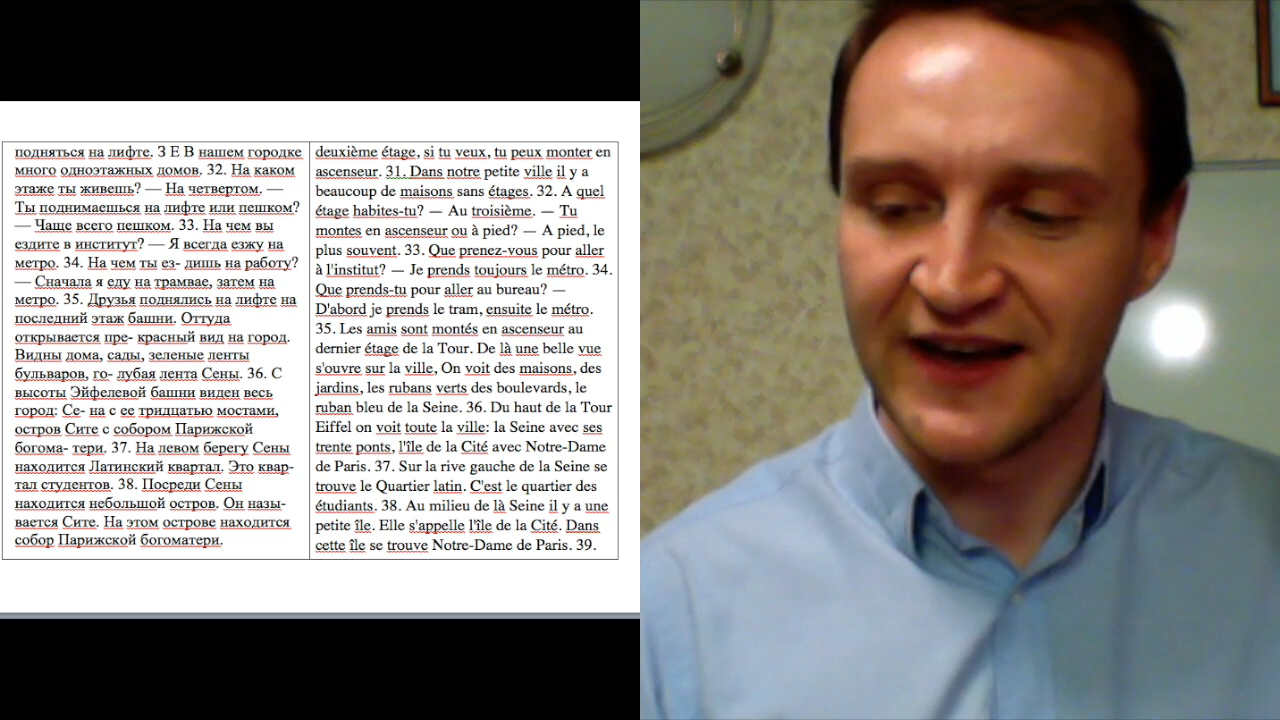 подняться на лифте. З Е В нашем городке
много одноэтажных домов. 32. На каком
этаже ты живешь? — На четвертом. —
Ты поднимаешься на лифте или пешком?
— Чаще всего пешком. 33. На чем вы
ездите в институт? — Я всегда езжу на
метро. 34. На чем ты ез- дишь на работу?
— Сначала я еду на трамвае, затем на
метро. 35. Друзья поднялись на лифте на
последний этаж башни. Оттуда
открывается пре- красный вид на город.
Видны дома, сады, зеленые ленты
бульваров, го- лубая лента Сены. 36. С
высоты Эйфелевой башни виден весь
город: Се- на с ее тридцатью мостами,
остров Сите с собором Парижской
богома- тери. 37. На левом берегу Сены
находится Латинский квартал. Это квар-
тал студентов. 38. Посреди Сены
находится небольшой остров. Он назы-
вается Сите. На этом острове находится
собор Парижской богоматери.
deuxième étage, si tu veux, tu peux monter en
ascenseur. 31. Dans notre petite ville il y a
beaucoup de maisons sans étages. 32. A quel
étage habites-tu? — Au troisième. — Tu
montes en ascenseur ou à pied? — A pied, le
plus souvent. 33. Que prenez-vous pour aller
à l'institut? — Je prends toujours le métro. 34.
Que prends-tu pour aller au bureau? —
D'abord je prends le tram, ensuite le métro.
35. Les amis sont montés en ascenseur au
dernier étage de la Tour. De là une belle vue
s'ouvre sur la ville, On voit des maisons, des
jardins, les rubans verts des boulevards, le
ruban bleu de la Seine. 36. Du haut de la Tour
Eiffel on voit toute la ville: la Seine avec ses
trente ponts, l'île de la Cité avec Notre-Dame
de Paris. 37. Sur la rive gauche de la Seine se
trouve le Quartier latin. C'est le quartier des
étudiants. 38. Au milieu de là Seine il y a une
petite île. Elle s'appelle l'île de la Cité. Dans
cette île se trouve Notre-Dame de Paris. 39.